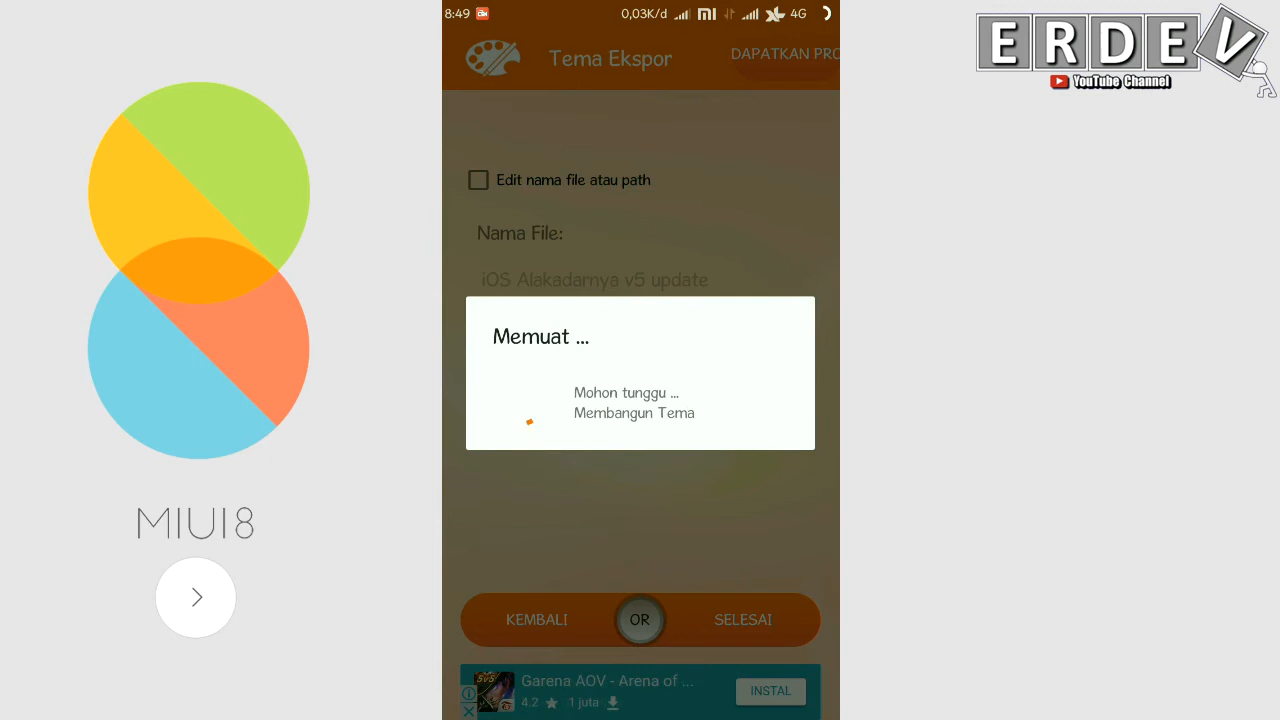 8:49
0,03K/d
4G
Tema Ekspor
DAPATKAN PRO
Edit nama file atau path
Nama File:
iOS Alakadarnya v5 update
Memuat ...
Mohon tunggu ...
Membangun Tema
KEMBALI
OR
SELESAI
5v5
Garena AOV - Arena of ...
4.2 ★ 1 juta
INSTAL
MIUI8
ERDEV
YouTube Channel